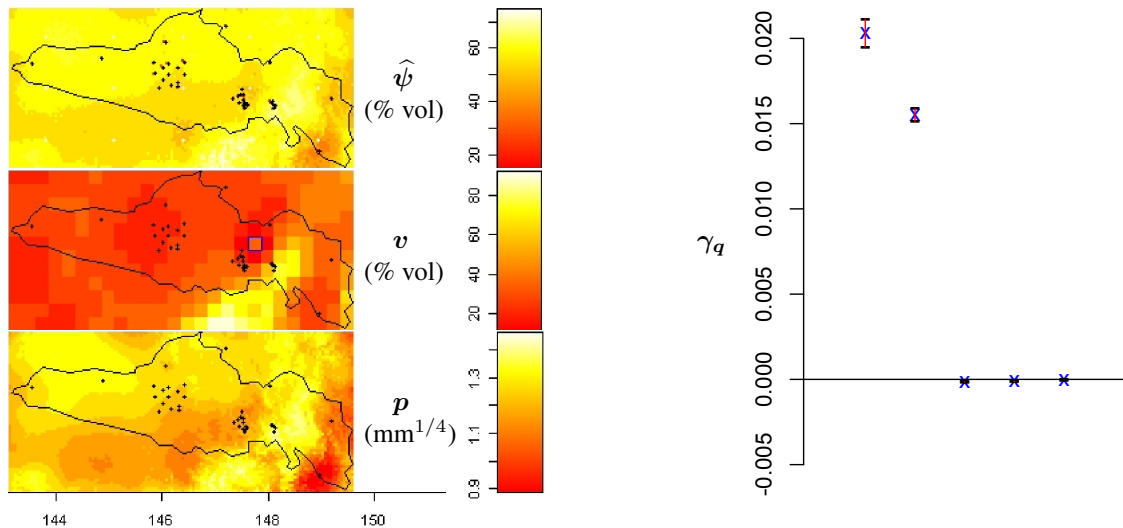 ψ̂
(% vol)
20 40 60
v
(% vol)
20 40 60 80
p
(mm^{1/4})
0.9 1.1 1.3
144 146 148 150
γ_q
0.020
0.015
0.010
0.005
0.000
-0.005